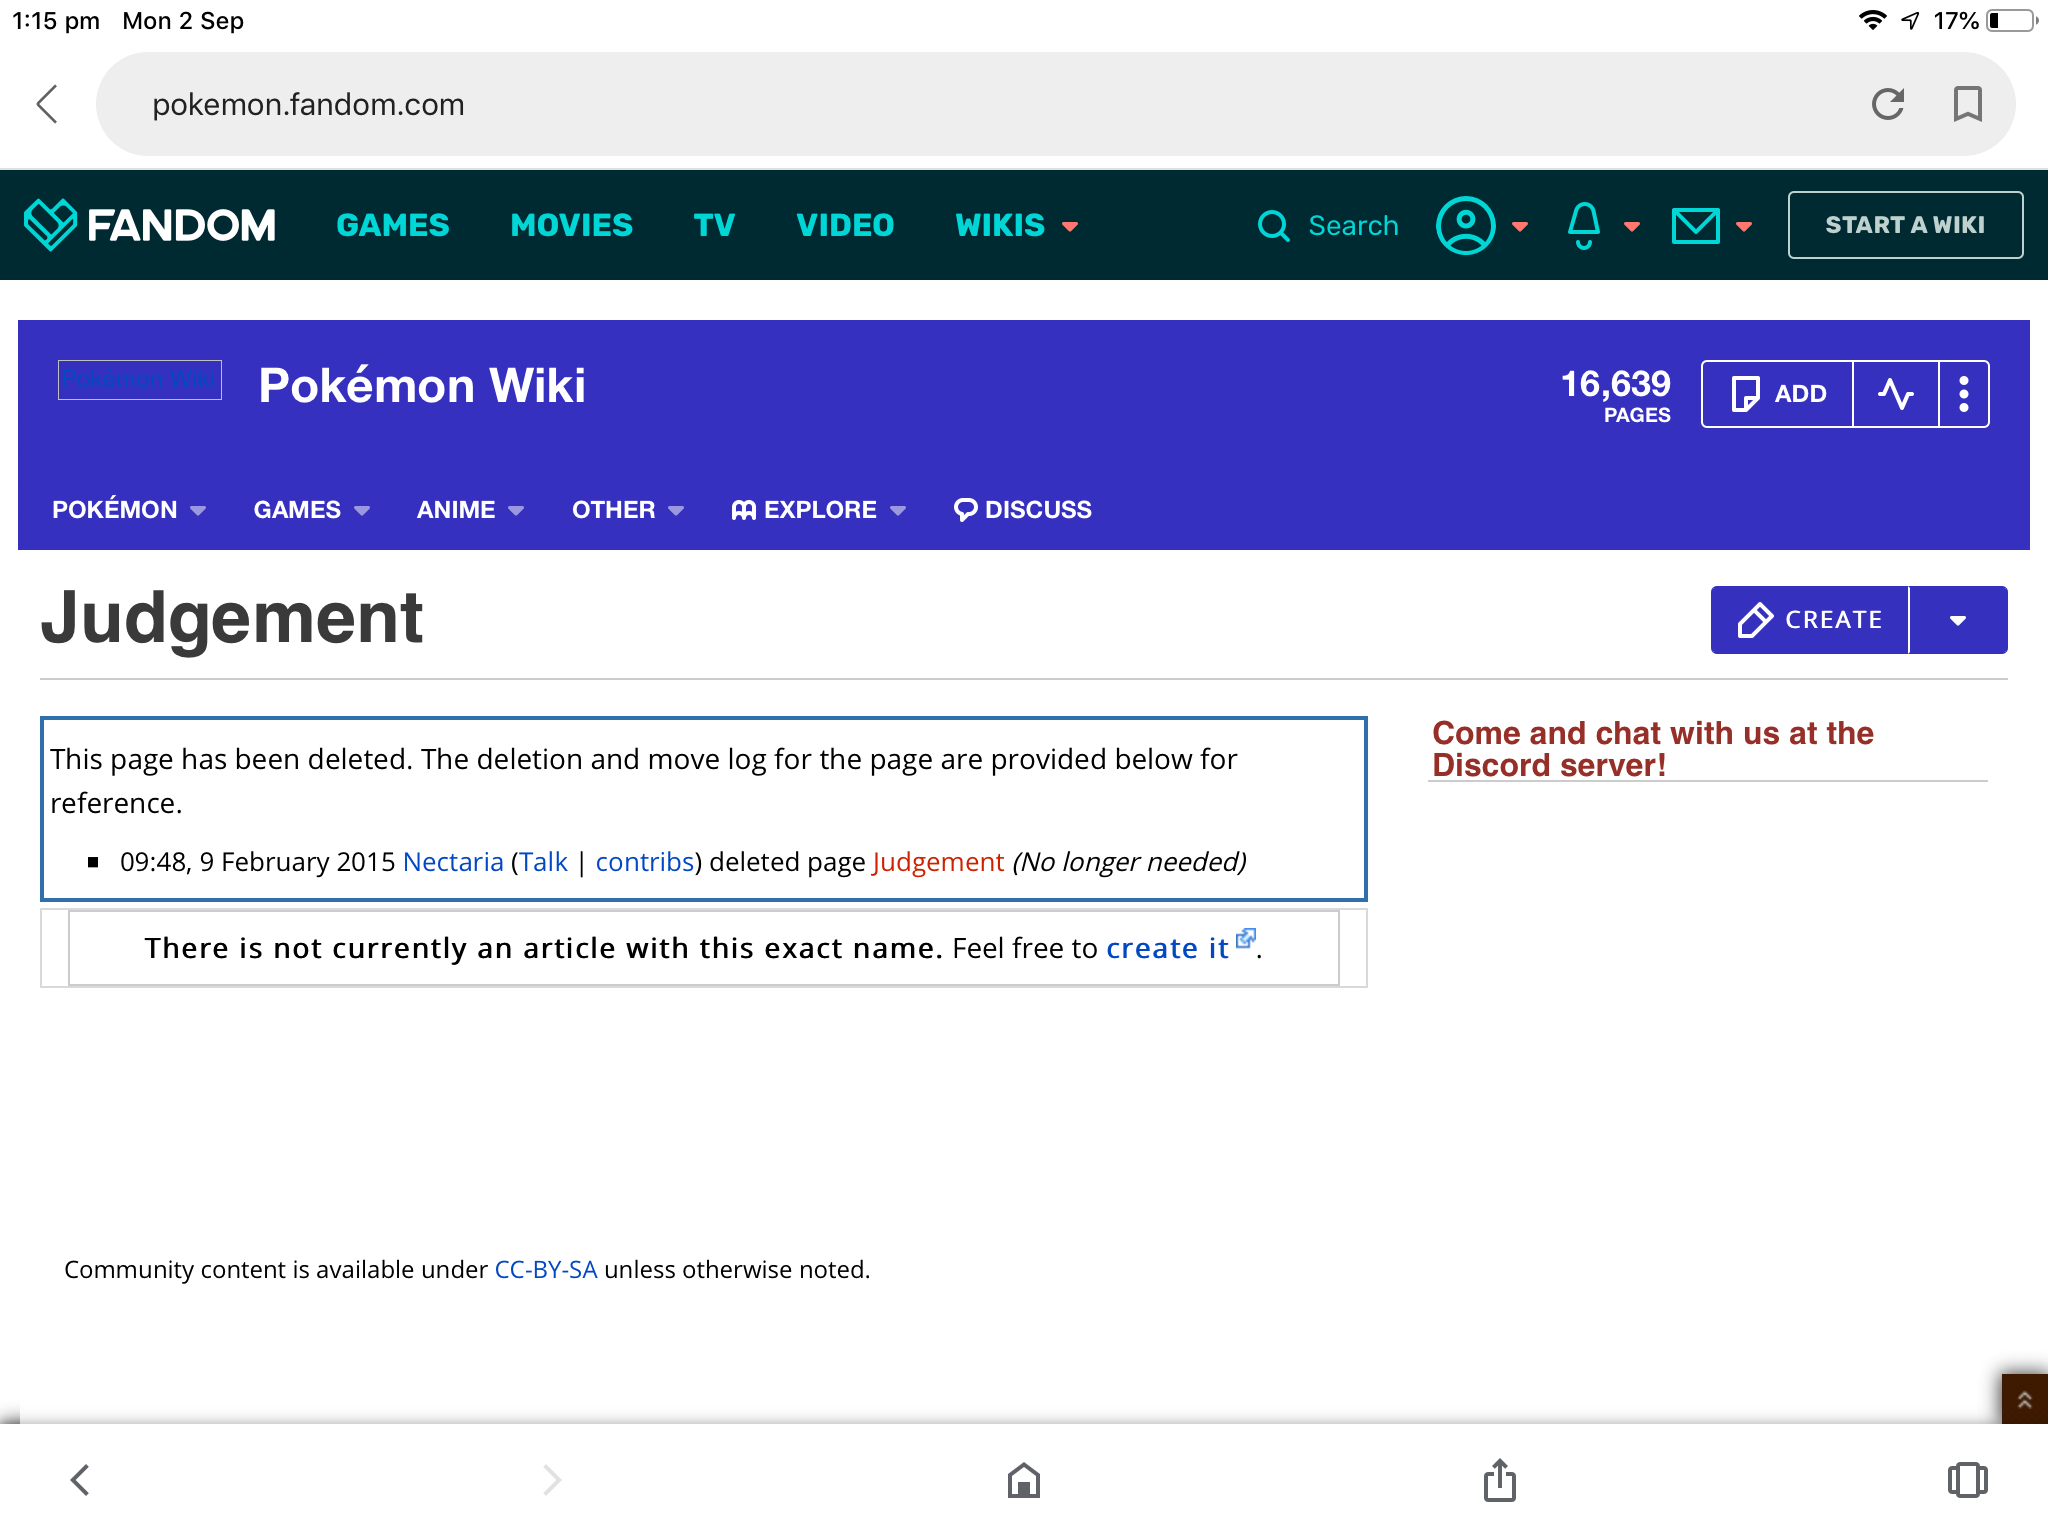 1:15 pm Mon 2 Sep 17%
pokemon.fandom.com
FANDOM GAMES MOVIES TV VIDEO WIKIS Search START A WIKI
Pokémon Wiki Pokémon Wiki 16,639 PAGES ADD
POKÉMON GAMES ANIME OTHER EXPLORE DISCUSS
Judgement CREATE
This page has been deleted. The deletion and move log for the page are provided below for
reference.
09:48, 9 February 2015 Nectaria (Talk | contribs) deleted page Judgement (No longer needed)
There is not currently an article with this exact name. Feel free to create it.
Come and chat with us at the
Discord server!
Community content is available under CC-BY-SA unless otherwise noted.